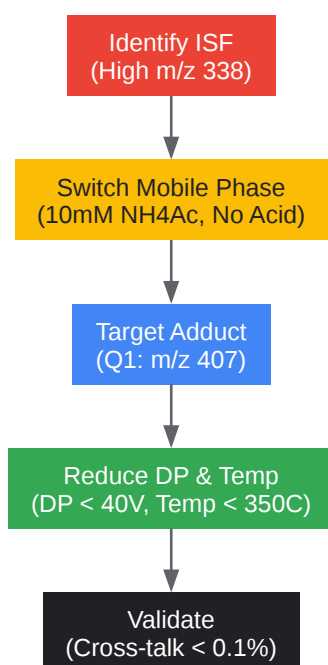 Identify ISF
(High m/z 338)
Switch Mobile Phase
(10mM NH4Ac, No Acid)
Target Adduct
(Q1: m/z 407)
Reduce DP & Temp
(DP < 40V, Temp < 350C)
Validate
(Cross-talk < 0.1%)